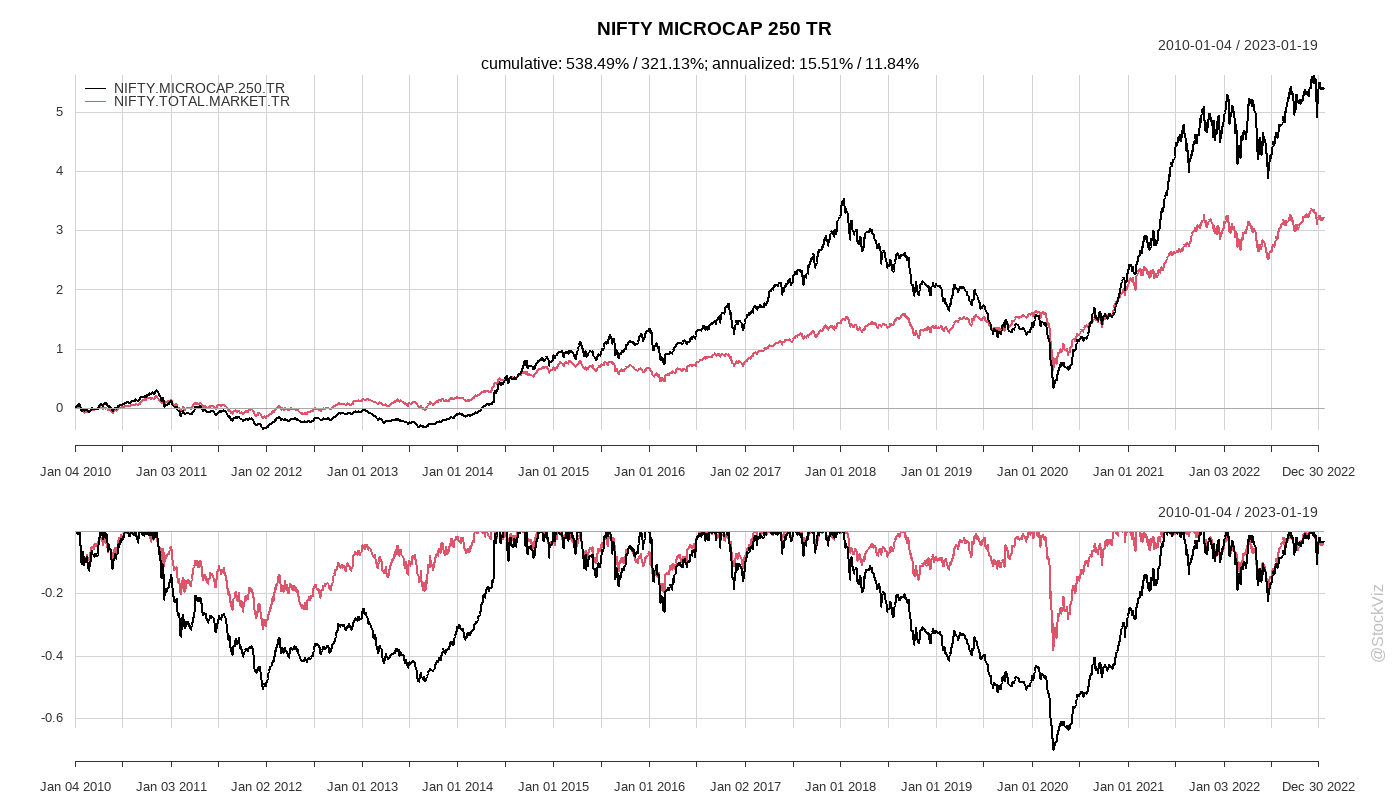 NIFTY MICROCAP 250 TR
2010-01-04 / 2023-01-19
cumulative: 538.49% / 321.13%; annualized: 15.51% / 11.84%
NIFTY.MICROCAP.250.TR
NIFTY.TOTAL.MARKET.TR
5
4
3
2
1
0
Jan 04 2010 Jan 03 2011 Jan 02 2012 Jan 01 2013 Jan 01 2014 Jan 01 2015 Jan 01 2016 Jan 02 2017 Jan 01 2018 Jan 01 2019 Jan 01 2020 Jan 01 2021 Jan 03 2022 Dec 30 2022
2010-01-04 / 2023-01-19
-0.2
-0.4
-0.6
Jan 04 2010 Jan 03 2011 Jan 02 2012 Jan 01 2013 Jan 01 2014 Jan 01 2015 Jan 01 2016 Jan 02 2017 Jan 01 2018 Jan 01 2019 Jan 01 2020 Jan 01 2021 Jan 03 2022 Dec 30 2022
@StockViz